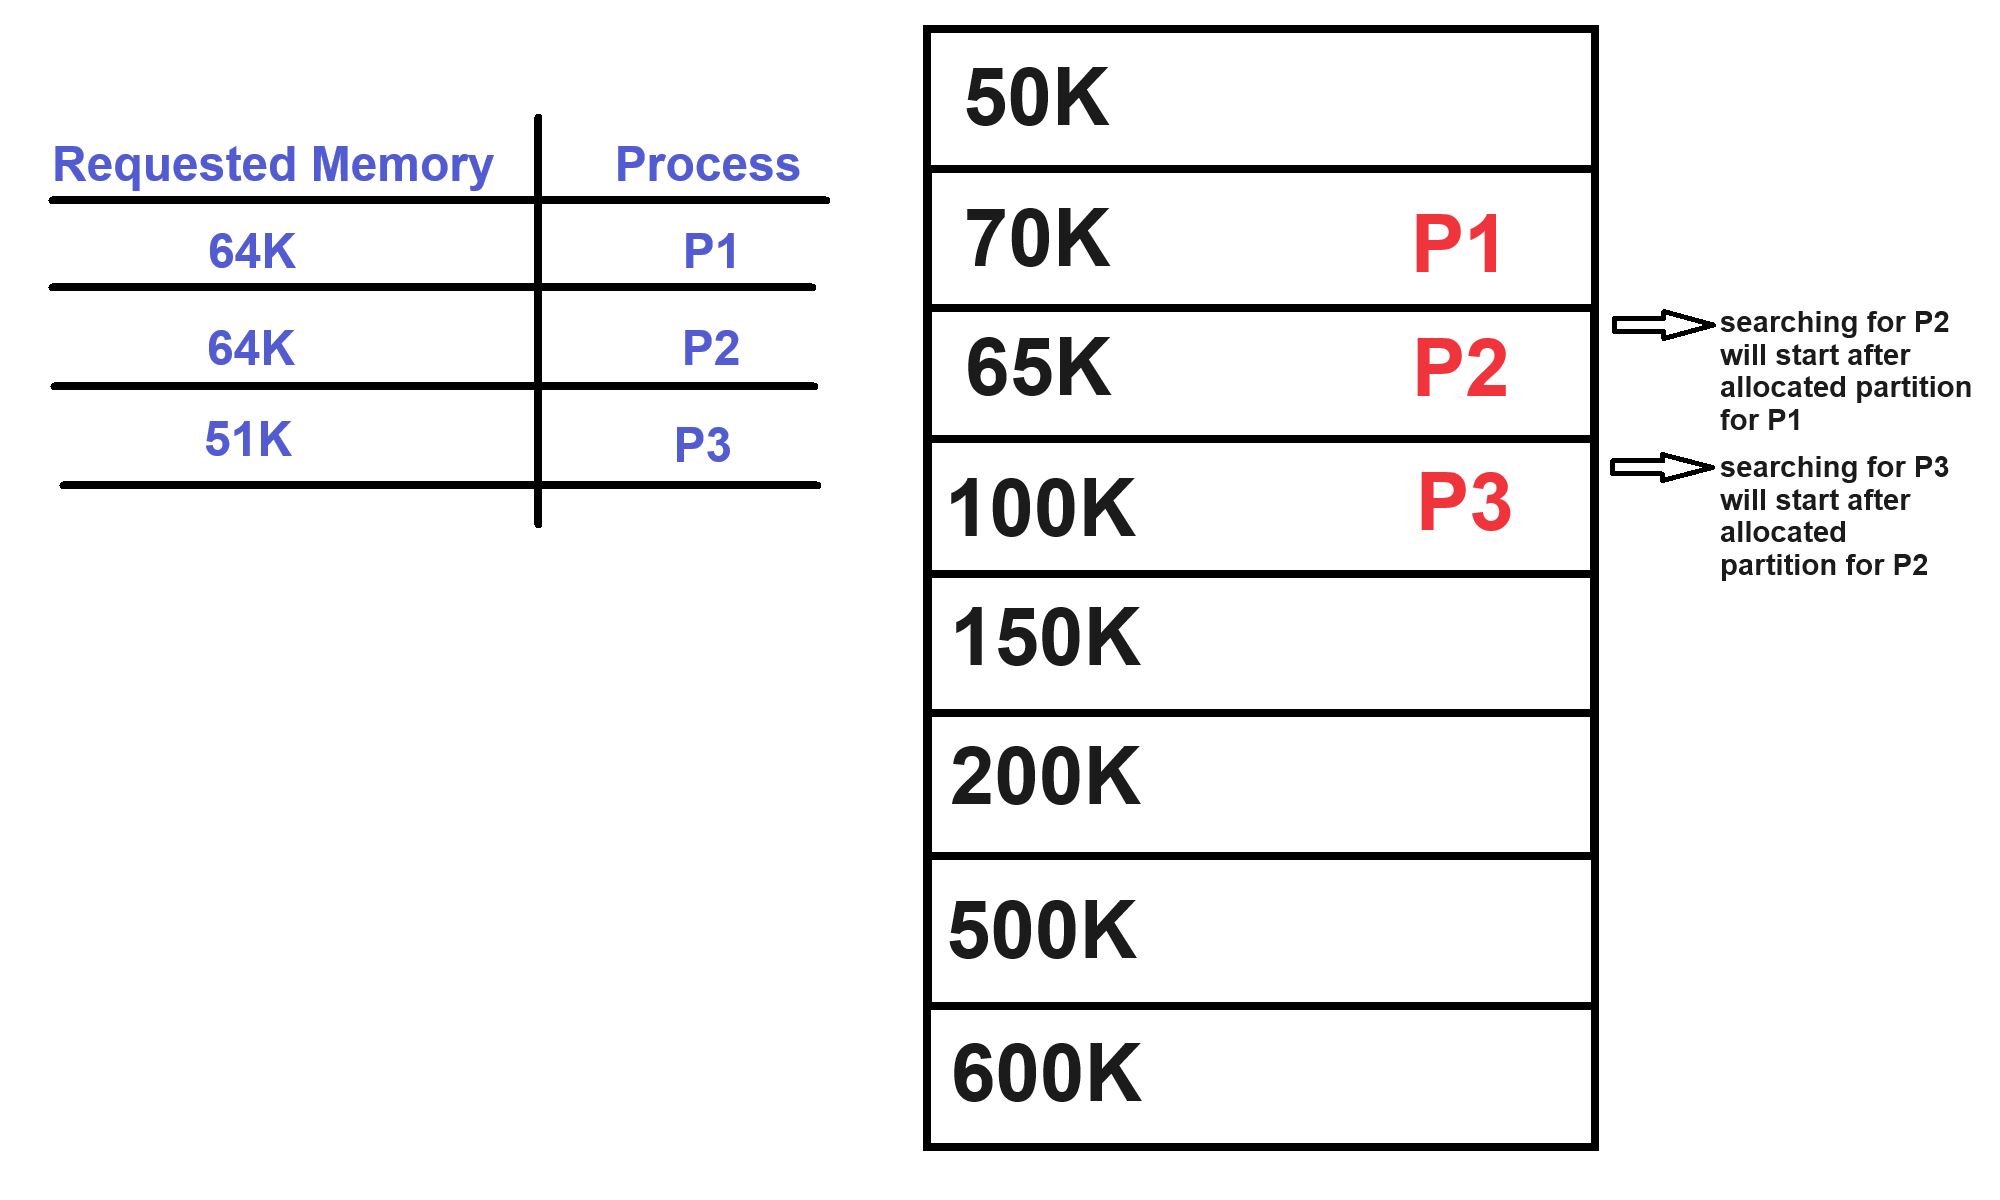 Requested Memory Process
64K P1
64K P2
51K P3
50K
70K P1
65K P2
searching for P2
will start after
allocated partition
for P1
100K P3
searching for P3
will start after
allocated
partition for P2
150K
200K
500K
600K